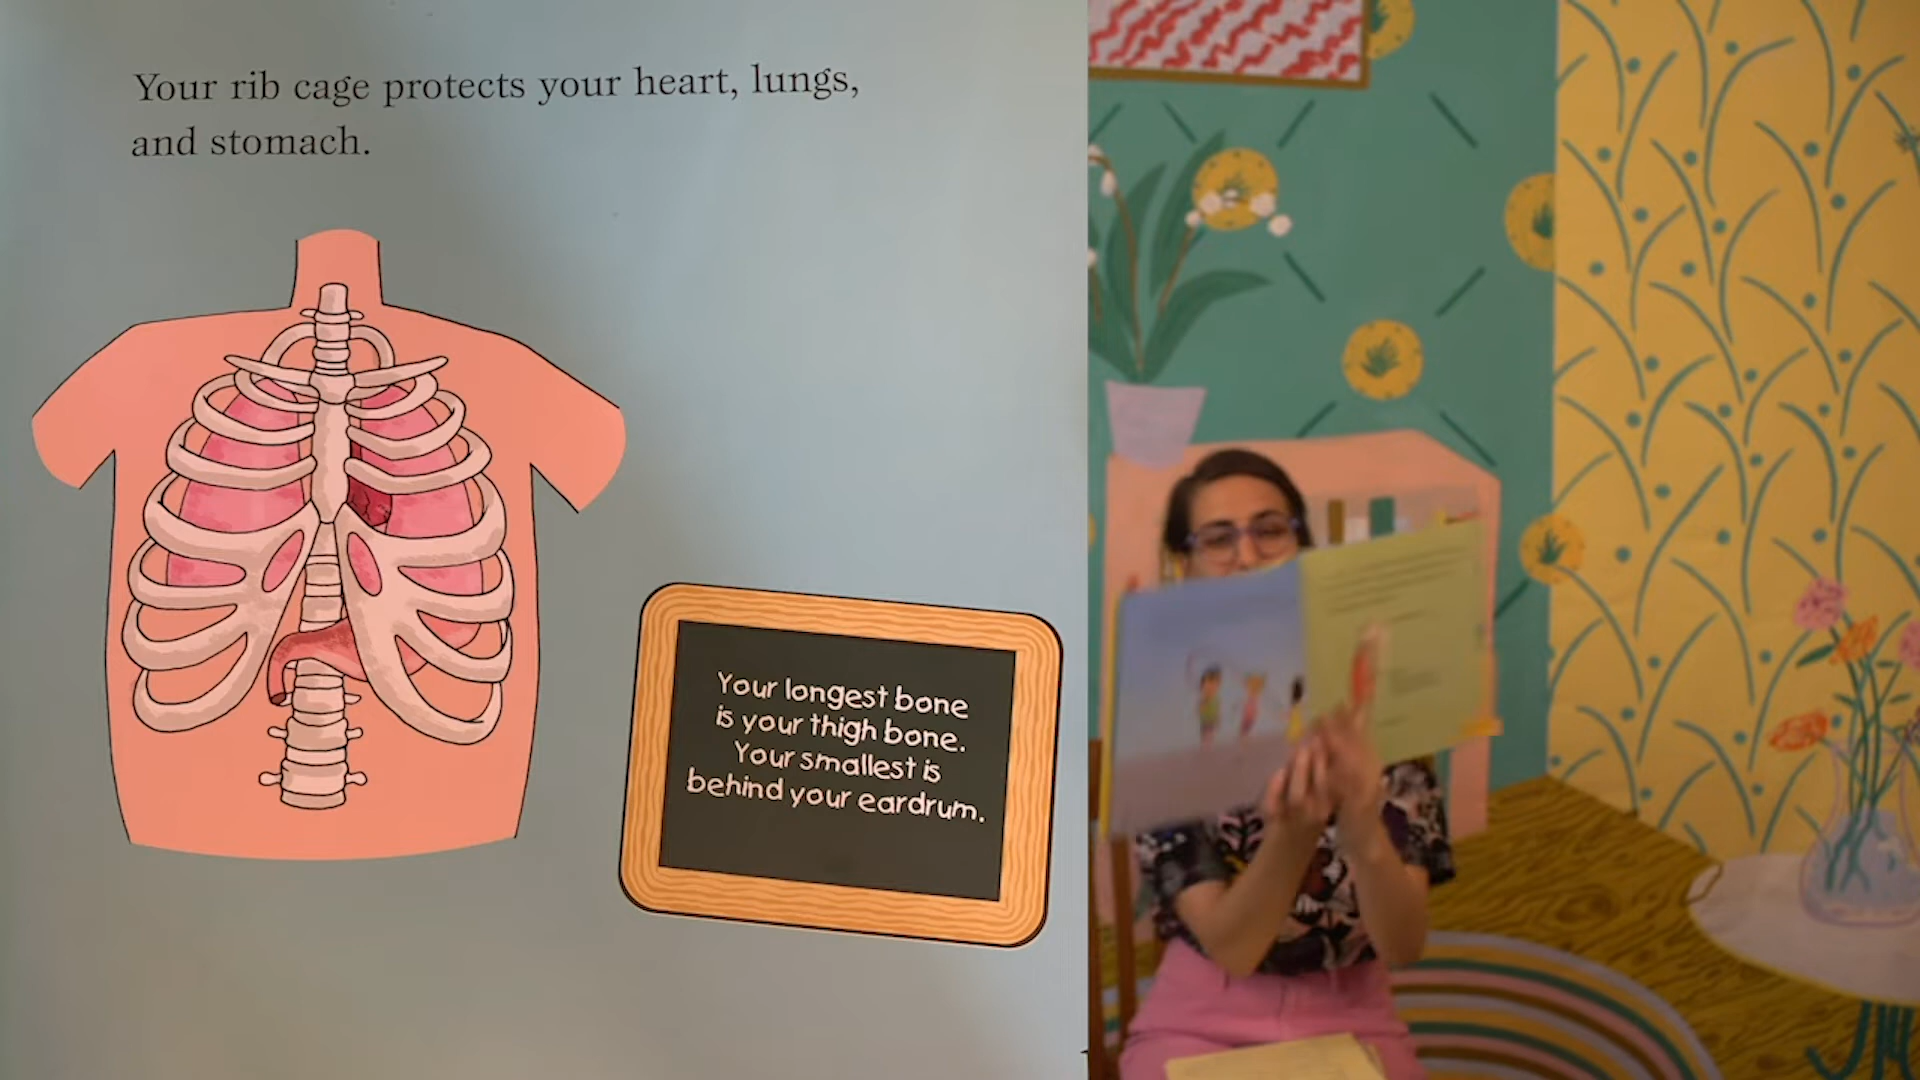 Your rib cage protects your heart, lungs,
and stomach.
Your longest bone
is your thigh bone.
Your smallest is
behind your eardrum.